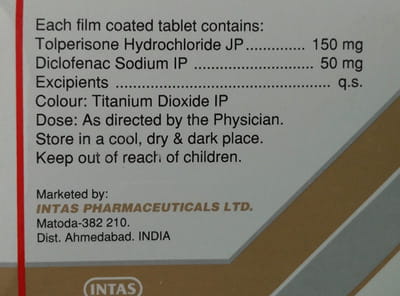 Each film coated tablet contains:
Tolperisone Hydrochloride JP.............. 150 mg
Diclofenac Sodium IP ............................ 50 mg
Excipients .................................................. q.s.
Colour: Titanium Dioxide IP
Dose: As directed by the Physician.
Store in a cool, dry & dark place.
Keep out of reach of children.
Marketed by:
INTAS PHARMACEUTICALS LTD.
Matoda-382 210.
Dist. Ahmedabad. INDIA
INTAS